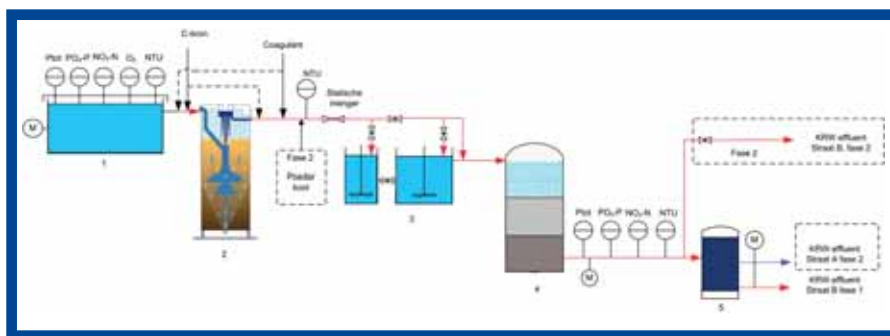 C-bron
Coagulant
Ptot PO₄-P NO₃-N O₂ NTU
NTU
Statische
menger
M
1
2
Fase 2
Poeder
kool
3
4
Ptot PO₄-P NO₃-N NTU
M
Fase 2
KRW effluent
Straat B, fase 2
M
5
KRW-effluent
Straat A fase 2
KRW-effluent
Straat B fase 1